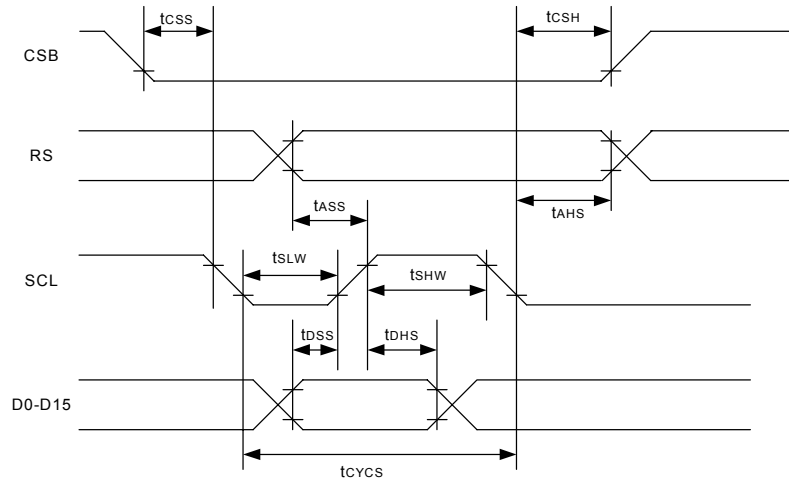 tCSS
tCSH
CSB
RS
tAHS
tASS
tSLW
tSHW
SCL
tDSS
tDHS
D0-D15
tCYCS